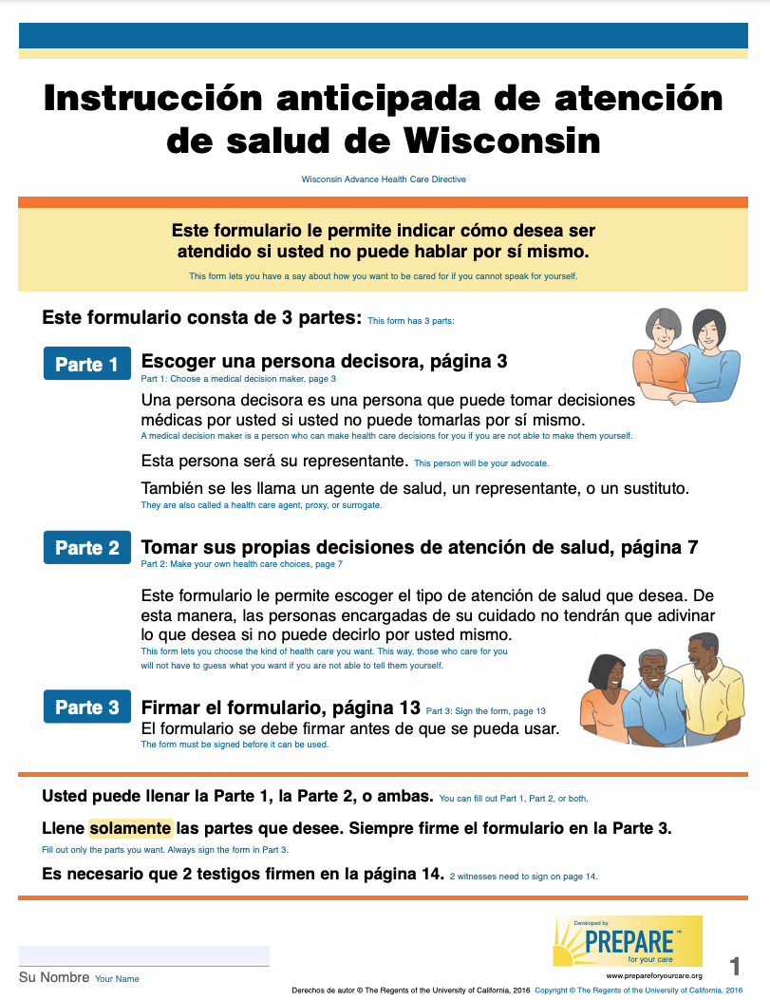 Instrucción anticipada de atención
de salud de Wisconsin
Wisconsin Advance Health Care Directive
Este formulario le permite indicar cómo desea ser
atendido si usted no puede hablar por sí mismo.
This form lets you have a say about how you want to be cared for if you cannot speak for yourself.
Este formulario consta de 3 partes: This form has 3 parts:
Parte 1 Escoger una persona decisora, página 3
Part 1: Choose a medical decision maker, page 3
Una persona decisora es una persona que puede tomar decisiones
médicas por usted si usted no puede tomarlas por sí mismo.
A medical decision maker is a person who can make health care decisions for you if you are not able to make them yourself.
Esta persona será su representante. This person will be your advocate.
También se les llama un agente de salud, un representante, o un sustituto.
They are also called a health care agent, proxy, or surrogate.
Parte 2 Tomar sus propias decisiones de atención de salud, página 7
Part 2: Make your own health care choices, page 7
Este formulario le permite escoger el tipo de atención de salud que desea. De
esta manera, las personas encargadas de su cuidado no tendrán que adivinar
lo que desea si no puede decirlo por usted mismo.
This form lets you choose the kind of health care you want. This way, those who care for you
will not have to guess what you want if you are not able to tell them yourself.
Parte 3 Firmar el formulario, página 13 Part 3: Sign the form, page 13
El formulario se debe firmar antes de que se pueda usar.
The form must be signed before it can be used.
Usted puede llenar la Parte 1, la Parte 2, o ambas. You can fill out Part 1, Part 2, or both.
Llene solamente las partes que desee. Siempre firme el formulario en la Parte 3.
Fill out only the parts you want. Always sign the form in Part 3.
Es necesario que 2 testigos firmen en la página 14. 2 witnesses need to sign on page 14.
Developed by
PREPARE™
for your care
www.prepareforyourcare.org
1
Su Nombre Your Name
Derechos de autor © The Regents of the University of California, 2016 Copyright © The Regents of the University of California, 2016